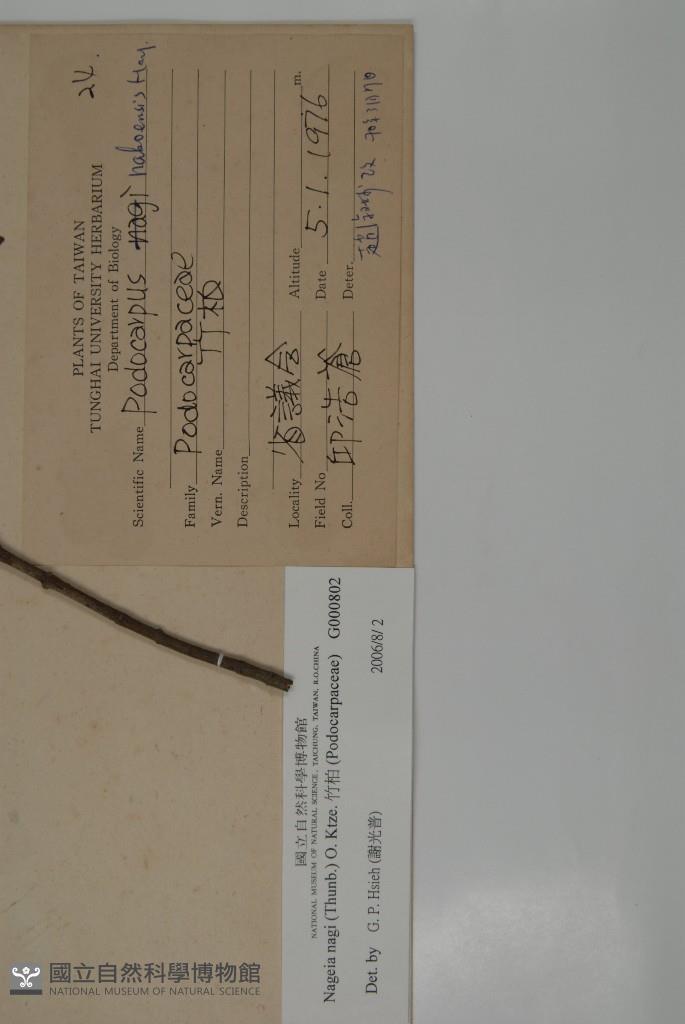 24.
PLANTS OF TAIWAN
TUNGHAI UNIVERSITY HERBARIUM
Department of Biology
Scientific Name Podocarpus nagi nakoensis Hay.
Family Podocarpaceae
Vern. Name 竹柏
Description
Locality 省議会 Altitude m.
Field No Date 5.1.1976
Coll. 邱浩蒼 Deter.
國立自然科學博物館
NATIONAL MUSEUM OF NATURAL SCIENCE, TAICHUNG, TAIWAN, R.O.CHINA
Nageia nagi (Thunb.) O. Ktze. 竹柏 (Podocarpaceae) G000802
Det. by G. P. Hsieh (謝光普) 2006/8/2
國立自然科學博物館
NATIONAL MUSEUM OF NATURAL SCIENCE